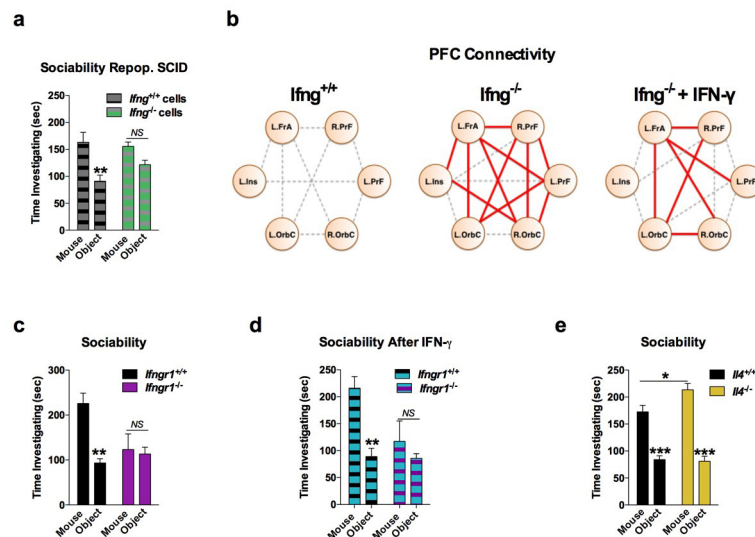 a
Sociability Repop. SCID
Ifng+/+ cells
Ifng-/- cells
Time Investigating (sec)
250
200
150
100
50
0
**
NS
Mouse
Object
Mouse
Object
b
PFC Connectivity
Ifng+/+
L.FrA
R.PrF
L.Ins
L.PrF
L.OrbC
R.OrbC
Ifng-/-
L.FrA
R.PrF
L.Ins
L.PrF
L.OrbC
R.OrbC
Ifng-/- + IFN-γ
L.FrA
R.PrF
L.Ins
L.PrF
L.OrbC
R.OrbC
c
Sociability
Ifngr1+/+
Ifngr1-/-
Time Investigating (sec)
300
200
100
0
**
NS
Mouse
Object
Mouse
Object
d
Sociability After IFN-γ
Ifngr1+/+
Ifngr1-/-
Time Investigating (sec)
250
200
150
100
50
0
**
NS
Mouse
Object
Mouse
Object
e
Sociability
Il4+/+
Il4-/-
Time Investigating (sec)
250
200
150
100
50
0
*
***
***
Mouse
Object
Mouse
Object